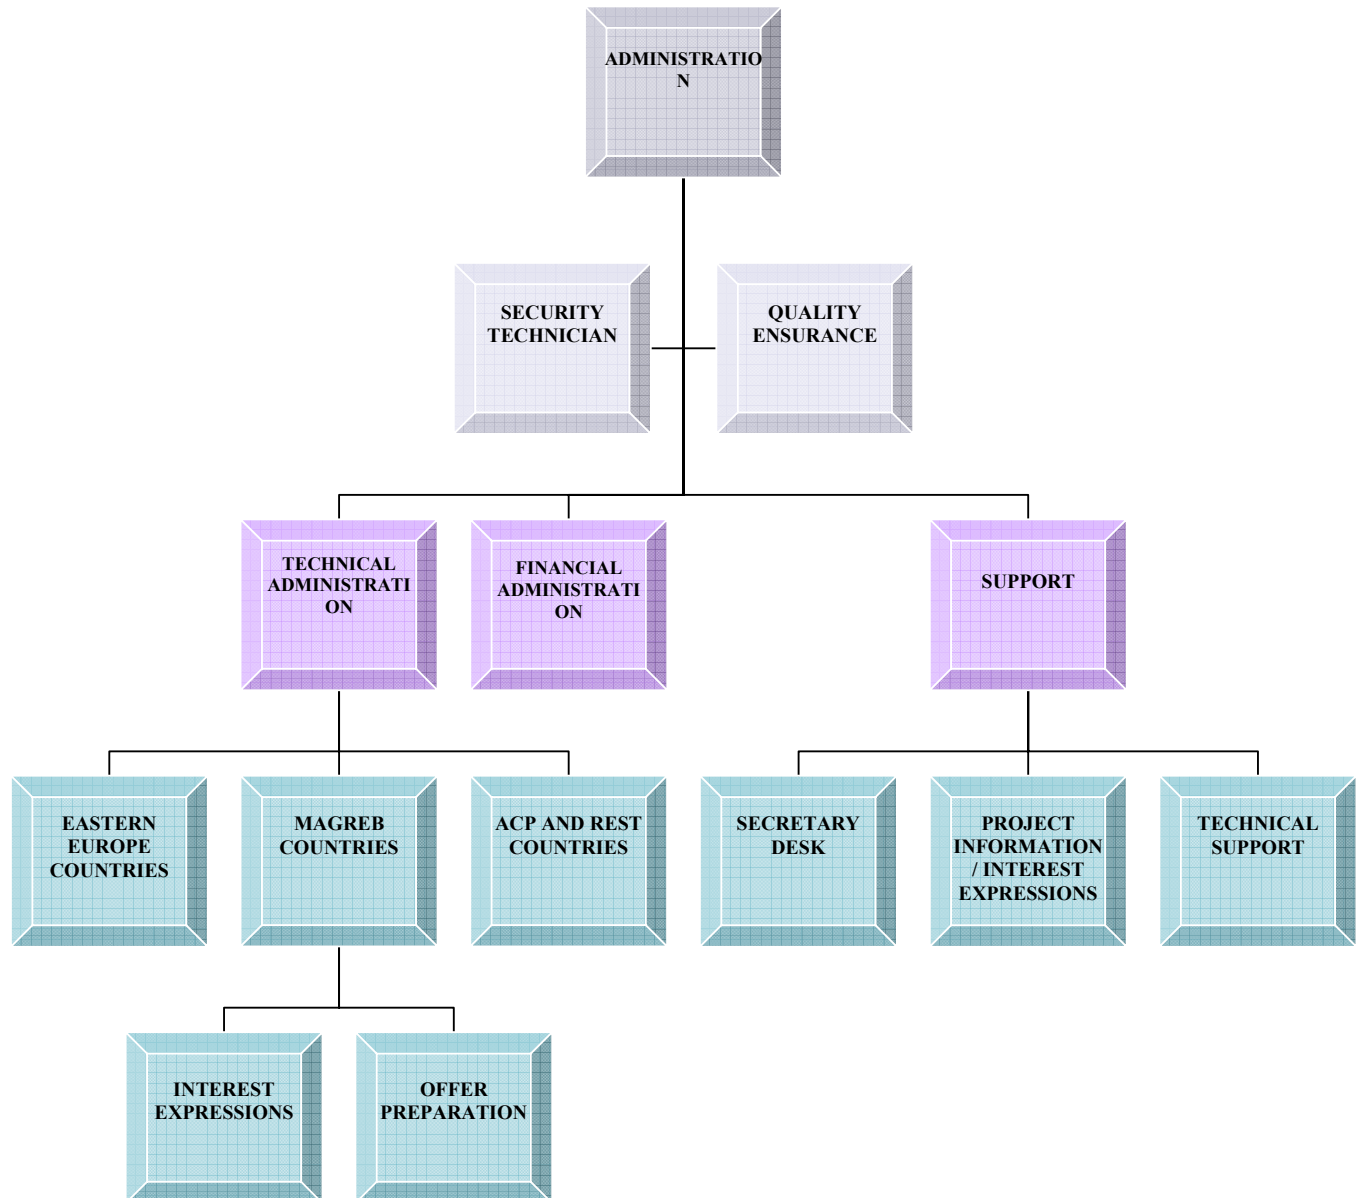 ADMINISTRATIO
N
SECURITY
TECHNICIAN
QUALITY
ENSURANCE
TECHNICAL
ADMINISTRATI
ON
FINANCIAL
ADMINISTRATI
ON
SUPPORT
EASTERN
EUROPE
COUNTRIES
MAGREB
COUNTRIES
ACP AND REST
COUNTRIES
SECRETARY
DESK
PROJECT
INFORMATION
/ INTEREST
EXPRESSIONS
TECHNICAL
SUPPORT
INTEREST
EXPRESSIONS
OFFER
PREPARATION